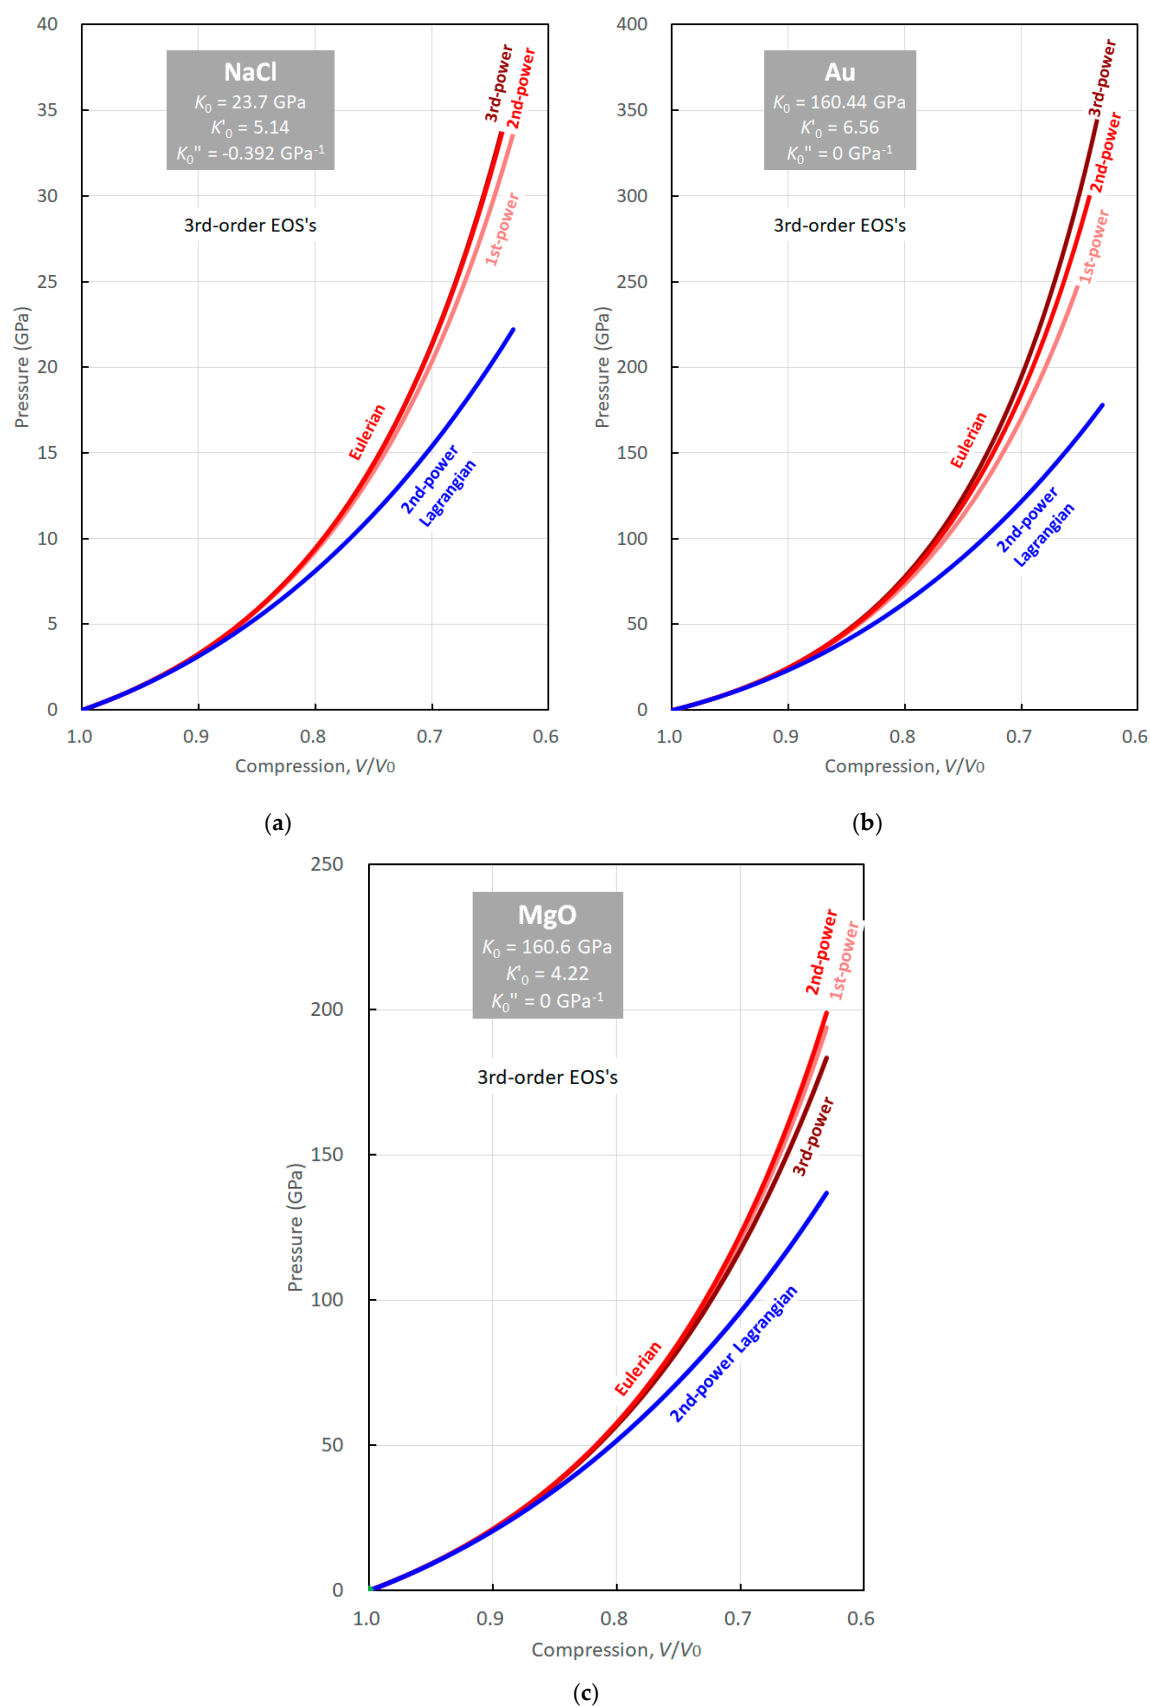 40
35
30
25
20
15
10
5
0
Pressure (GPa)
NaCl
K₀ = 23.7 GPa
K'₀ = 5.14
K₀" = -0.392 GPa⁻¹
3rd-order EOS's
3rd-power
2nd-power
1st-power
Eulerian
2nd-power
Lagrangian
1.0 0.9 0.8 0.7 0.6
Compression, V/V0
(a)
400
350
300
250
200
150
100
50
0
Pressure (GPa)
Au
K₀ = 160.44 GPa
K'₀ = 6.56
K₀" = 0 GPa⁻¹
3rd-order EOS's
3rd-power
2nd-power
1st-power
Eulerian
2nd-power
Lagrangian
1.0 0.9 0.8 0.7 0.6
Compression, V/V0
(b)
250
200
150
100
50
0
Pressure (GPa)
MgO
K₀ = 160.6 GPa
K'₀ = 4.22
K₀" = 0 GPa⁻¹
3rd-order EOS's
2nd-power
1st-power
3rd-power
Eulerian
2nd-power Lagrangian
1.0 0.9 0.8 0.7 0.6
Compression, V/V0
(c)